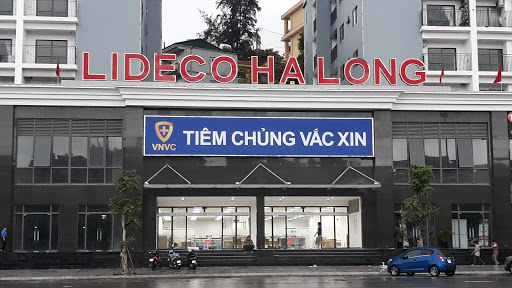 LIDECO HA LONG
VNVC
TIÊM CHỦNG VẮC XIN